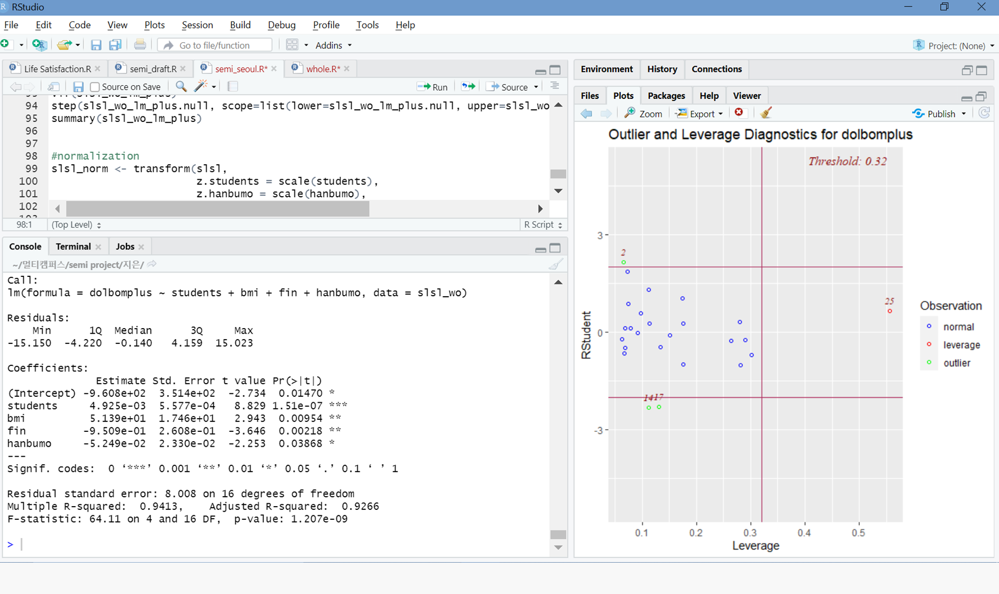 RStudio
File Edit Code View Plots Session Build Debug Profile Tools Help
Go to file/function Addins Project: (None)
Life Satisfaction.R semi_draft.R semi_seoul.R* whole.R*
Source on Save Run Source
94 step(slsl_wo_lm_plus.null, scope=list(lower=slsl_wo_lm_plus.null, upper=slsl_wo
95 summary(slsl_wo_lm_plus)
96
97
98 #normalization
99 slsl_norm <- transform(slsl,
100 z.students = scale(students),
101 z.hanbumo = scale(hanbumo),
102
98:1 (Top Level) R Script
Console Terminal Jobs
~/멀티캠퍼스/semi project/지은/
Call:
lm(formula = dolbomplus ~ students + bmi + fin + hanbumo, data = slsl_wo)
Residuals:
Min 1Q Median 3Q Max
-15.150 -4.220 -0.140 4.159 15.023
Coefficients:
Estimate Std. Error t value Pr(>|t|)
(Intercept) -9.608e+02 3.514e+02 -2.734 0.01470 *
students 4.925e-03 5.577e-04 8.829 1.51e-07 ***
bmi 5.139e+01 1.746e+01 2.943 0.00954 **
fin -9.509e-01 2.608e-01 -3.646 0.00218 **
hanbumo -5.249e-02 2.330e-02 -2.253 0.03868 *
---
Signif. codes: 0 ‘***’ 0.001 ‘**’ 0.01 ‘*’ 0.05 ‘.’ 0.1 ‘ ’ 1
Residual standard error: 8.008 on 16 degrees of freedom
Multiple R-squared: 0.9413, Adjusted R-squared: 0.9266
F-statistic: 64.11 on 4 and 16 DF, p-value: 1.207e-09
>
Environment History Connections
Files Plots Packages Help Viewer
Zoom Export Publish
Outlier and Leverage Diagnostics for dolbomplus
Threshold: 0.32
3
2
25
0
1417
-3
RStudent
0.1 0.2 0.3 0.4 0.5
Leverage
Observation
normal
leverage
outlier